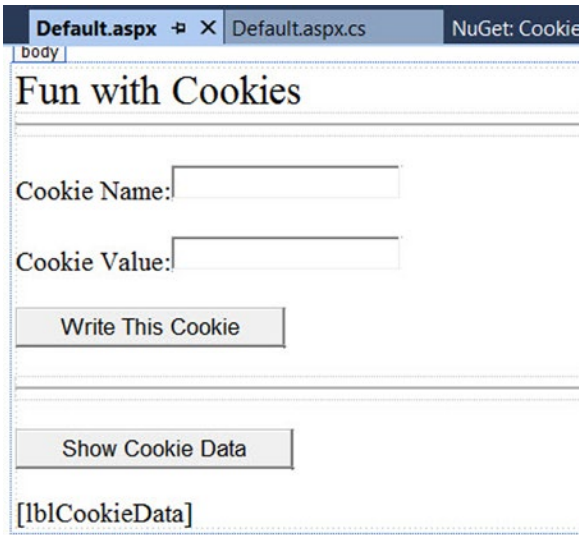 Default.aspx Default.aspx.cs NuGet: Cookie
body
Fun with Cookies
Cookie Name:
Cookie Value:
Write This Cookie
Show Cookie Data
[lblCookieData]